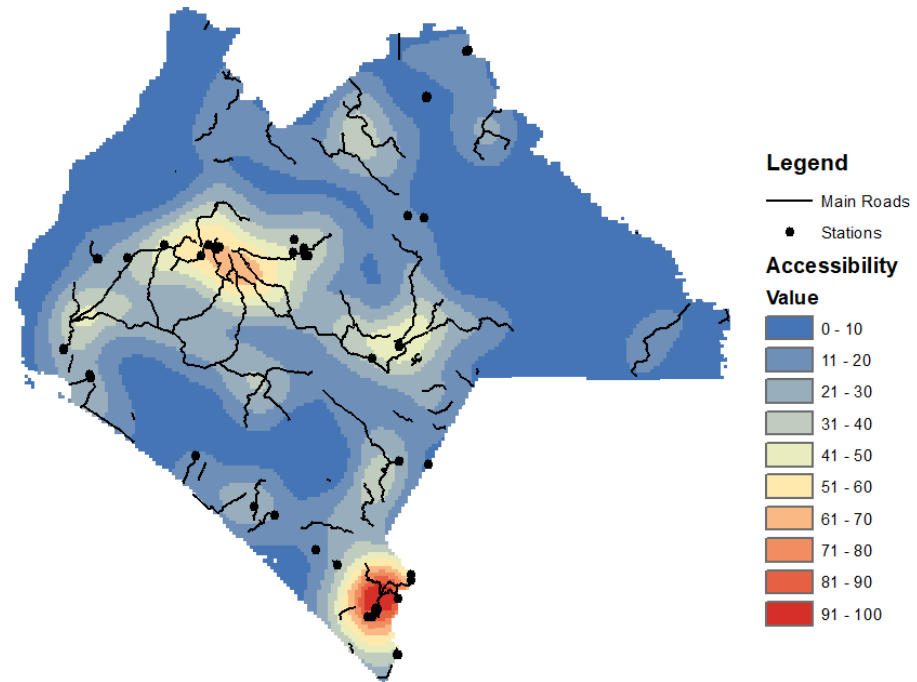 Legend
Main Roads
Stations
Accessibility
Value
0 - 10
11 - 20
21 - 30
31 - 40
41 - 50
51 - 60
61 - 70
71 - 80
81 - 90
91 - 100